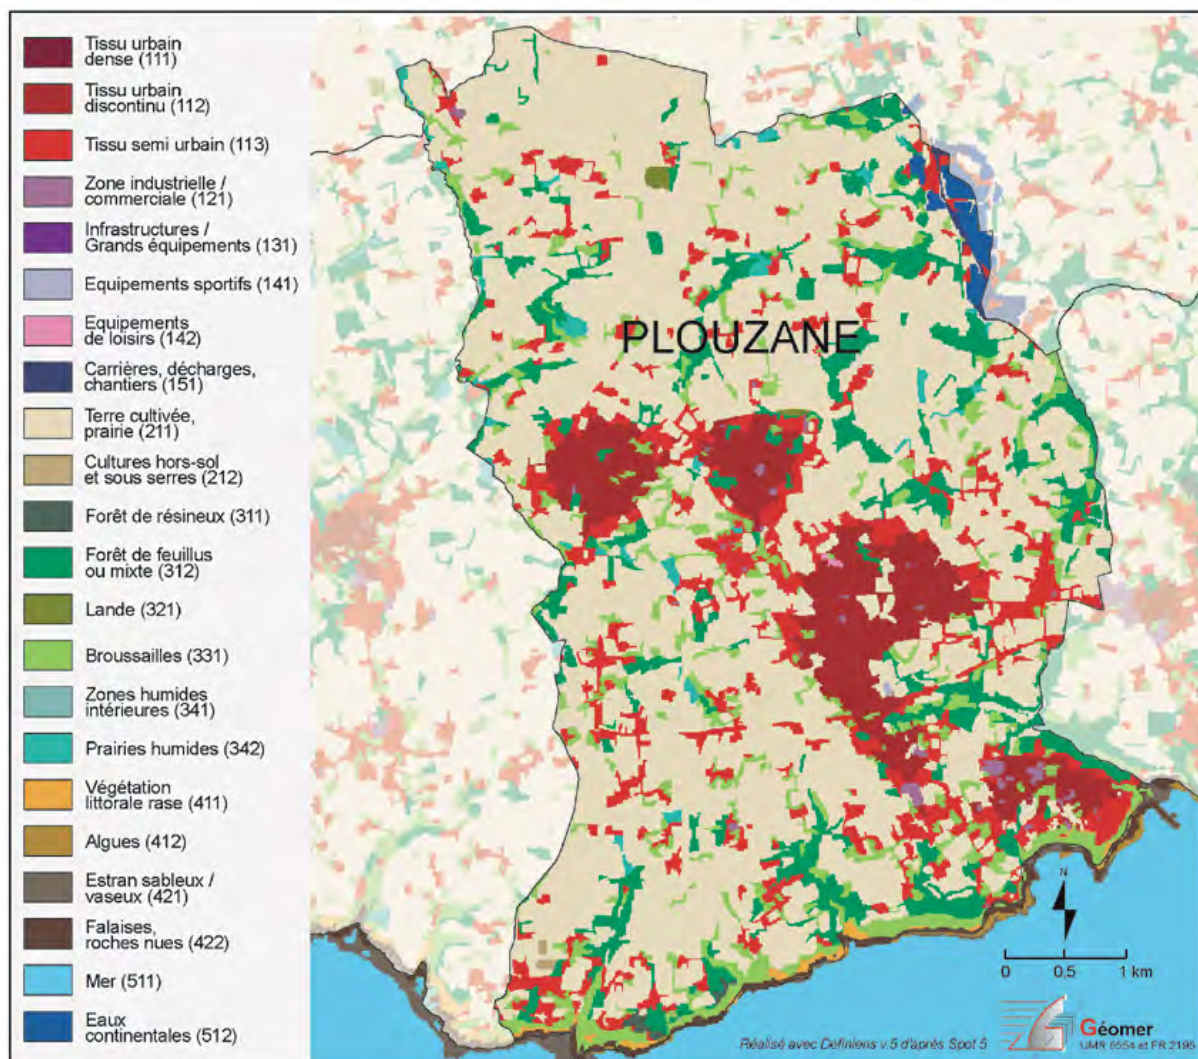 Tissu urbain
dense (111)
Tissu urbain
discontinu (112)
Tissu semi urbain (113)
Zone industrielle /
commerciale (121)
Infrastructures /
Grands équipements (131)
Equipements sportifs (141)
Equipements
de loisirs (142)
Carrières, décharges,
chantiers (151)
Terre cultivée,
prairie (211)
Cultures hors-sol
et sous serres (212)
Forêt de résineux (311)
Forêt de feuillus
ou mixte (312)
Lande (321)
Broussailles (331)
Zones humides
intérieures (341)
Prairies humides (342)
Végétation
littorale rase (411)
Algues (412)
Estran sableux /
vaseux (421)
Falaises,
roches nues (422)
Mer (511)
Eaux
continentales (512)
PLOUZANE
N
0 0,5 1 km
Géomer
UMR 6554 et FR 2195
Réalisé avec Definiens v.5 d'après Spot 5